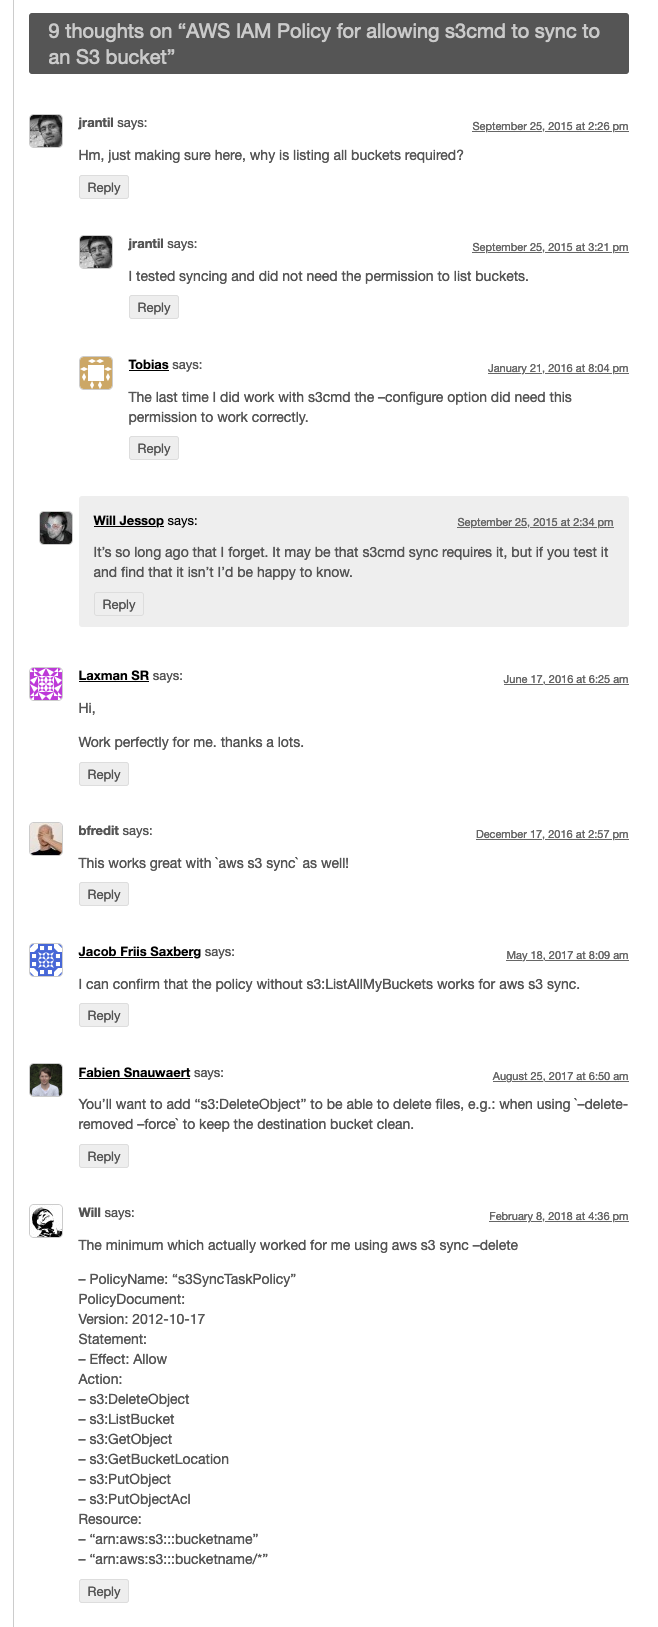 9 thoughts on “AWS IAM Policy for allowing s3cmd to sync to
an S3 bucket”
jrantil says:
September 25, 2015 at 2:26 pm
Hm, just making sure here, why is listing all buckets required?
Reply
jrantil says:
September 25, 2015 at 3:21 pm
I tested syncing and did not need the permission to list buckets.
Reply
Tobias says:
January 21, 2016 at 8:04 pm
The last time I did work with s3cmd the –configure option did need this
permission to work correctly.
Reply
Will Jessop says:
September 25, 2015 at 2:34 pm
It’s so long ago that I forget. It may be that s3cmd sync requires it, but if you test it
and find that it isn’t I’d be happy to know.
Reply
Laxman SR says:
June 17, 2016 at 6:25 am
Hi,
Work perfectly for me. thanks a lots.
Reply
bfredit says:
December 17, 2016 at 2:57 pm
This works great with `aws s3 sync` as well!
Reply
Jacob Friis Saxberg says:
May 18, 2017 at 8:09 am
I can confirm that the policy without s3:ListAllMyBuckets works for aws s3 sync.
Reply
Fabien Snauwaert says:
August 25, 2017 at 6:50 am
You’ll want to add “s3:DeleteObject” to be able to delete files, e.g.: when using `–delete-
removed –force` to keep the destination bucket clean.
Reply
Will says:
February 8, 2018 at 4:36 pm
The minimum which actually worked for me using aws s3 sync –delete
– PolicyName: “s3SyncTaskPolicy”
PolicyDocument:
Version: 2012-10-17
Statement:
– Effect: Allow
Action:
– s3:DeleteObject
– s3:ListBucket
– s3:GetObject
– s3:GetBucketLocation
– s3:PutObject
– s3:PutObjectAcl
Resource:
– “arn:aws:s3:::bucketname”
– “arn:aws:s3:::bucketname/*”
Reply